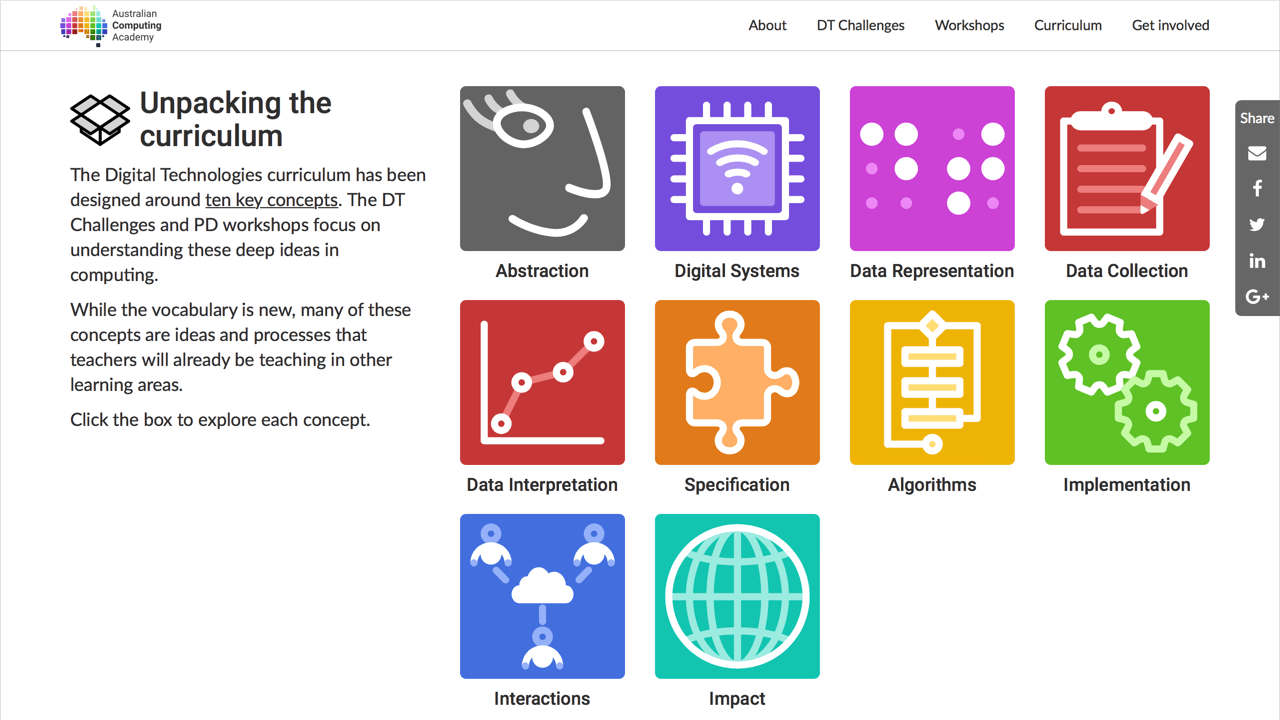 Australian
Computing
Academy
About
DT Challenges
Workshops
Curriculum
Get involved
Unpacking the
curriculum
The Digital Technologies curriculum has been
designed around ten key concepts. The DT
Challenges and PD workshops focus on
understanding these deep ideas in
computing.
While the vocabulary is new, many of these
concepts are ideas and processes that
teachers will already be teaching in other
learning areas.
Click the box to explore each concept.
Abstraction
Digital Systems
Data Representation
Data Collection
Data Interpretation
Specification
Algorithms
Implementation
Interactions
Impact
Share
f
in
G+